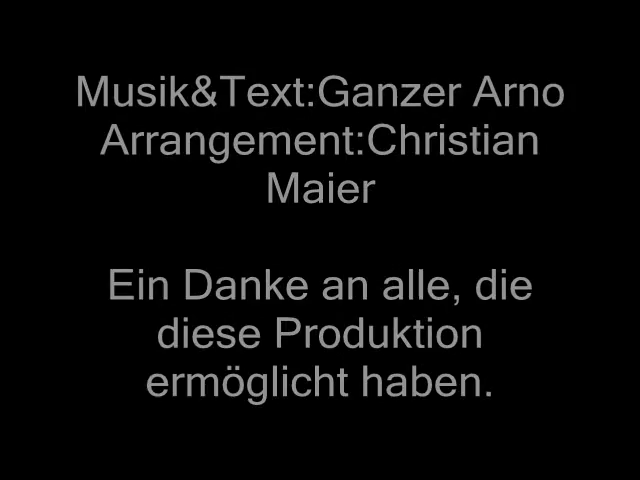 Musik&Text:Ganzer Arno
Arrangement:Christian
Maier
Ein Danke an alle, die
diese Produktion
ermöglicht haben.